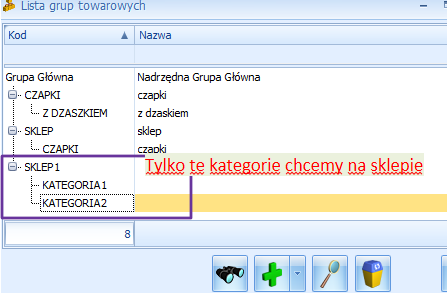 Lista grup towarowych
Kod Nazwa
Grupa Główna Nadrzędna Grupa Główna
CZAPKI czapki
Z DZASZKIEM z dzaskiem
SKLEP sklep
CZAPKI czapki
SKLEP1 Tylko te kategorie chcemy na sklepie
KATEGORIA1
KATEGORIA2
8